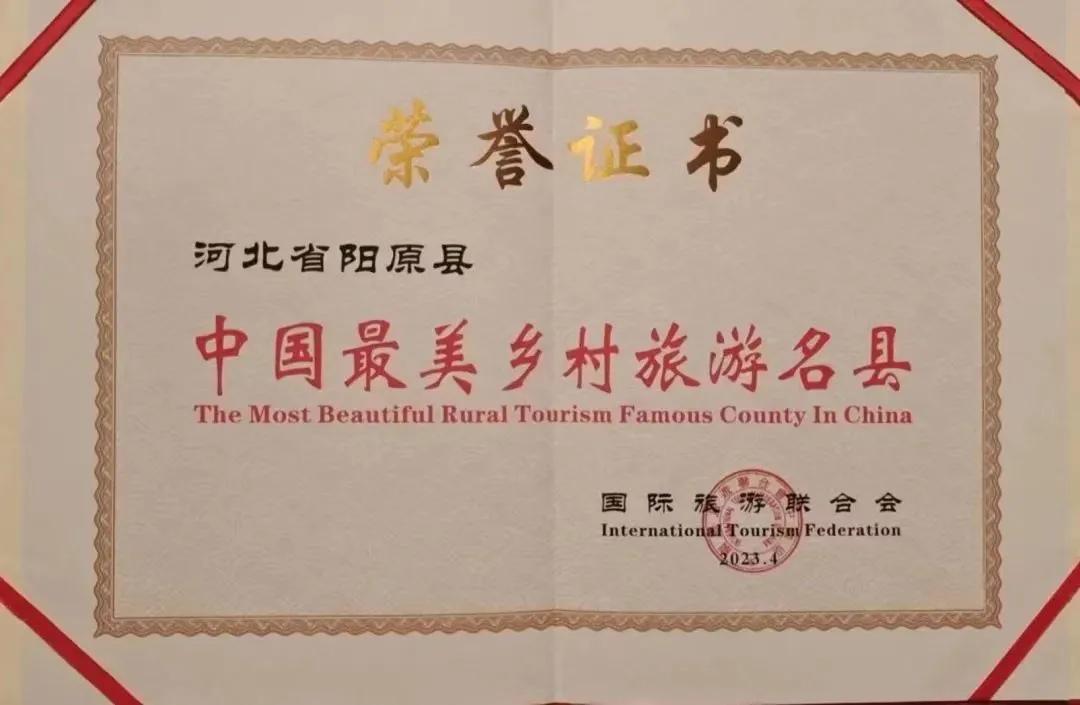 荣誉证书
河北省阳原县
中国最美乡村旅游名县
The Most Beautiful Rural Tourism Famous County In China
国际旅游联合会
International Tourism Federation
2023.4